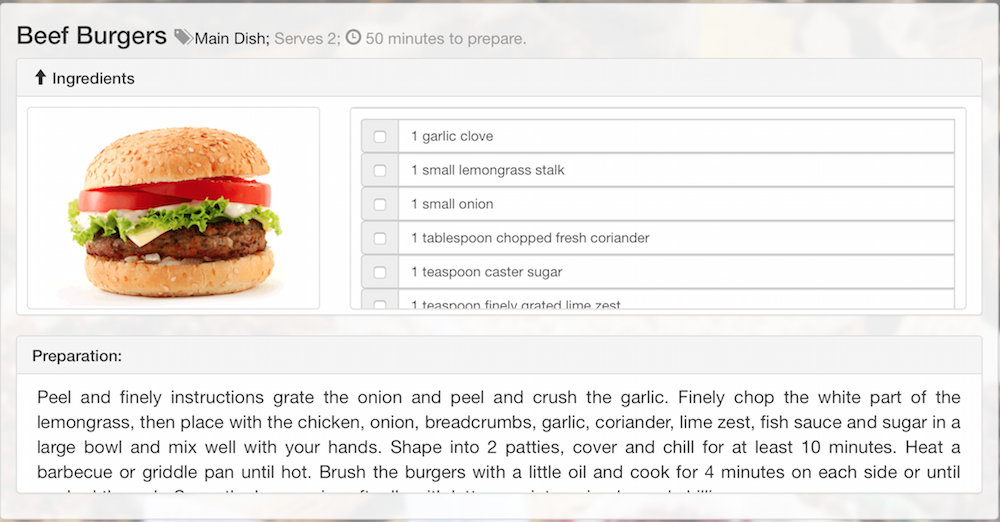 Beef Burgers Main Dish; Serves 2; 50 minutes to prepare.
Ingredients
1 garlic clove
1 small lemongrass stalk
1 small onion
1 tablespoon chopped fresh coriander
1 teaspoon caster sugar
1 teaspoon finely grated lime zest
Preparation:
Peel and finely instructions grate the onion and peel and crush the garlic. Finely chop the white part of the
lemongrass, then place with the chicken, onion, breadcrumbs, garlic, coriander, lime zest, fish sauce and sugar in a
large bowl and mix well with your hands. Shape into 2 patties, cover and chill for at least 10 minutes. Heat a
barbecue or griddle pan until hot. Brush the burgers with a little oil and cook for 4 minutes on each side or until